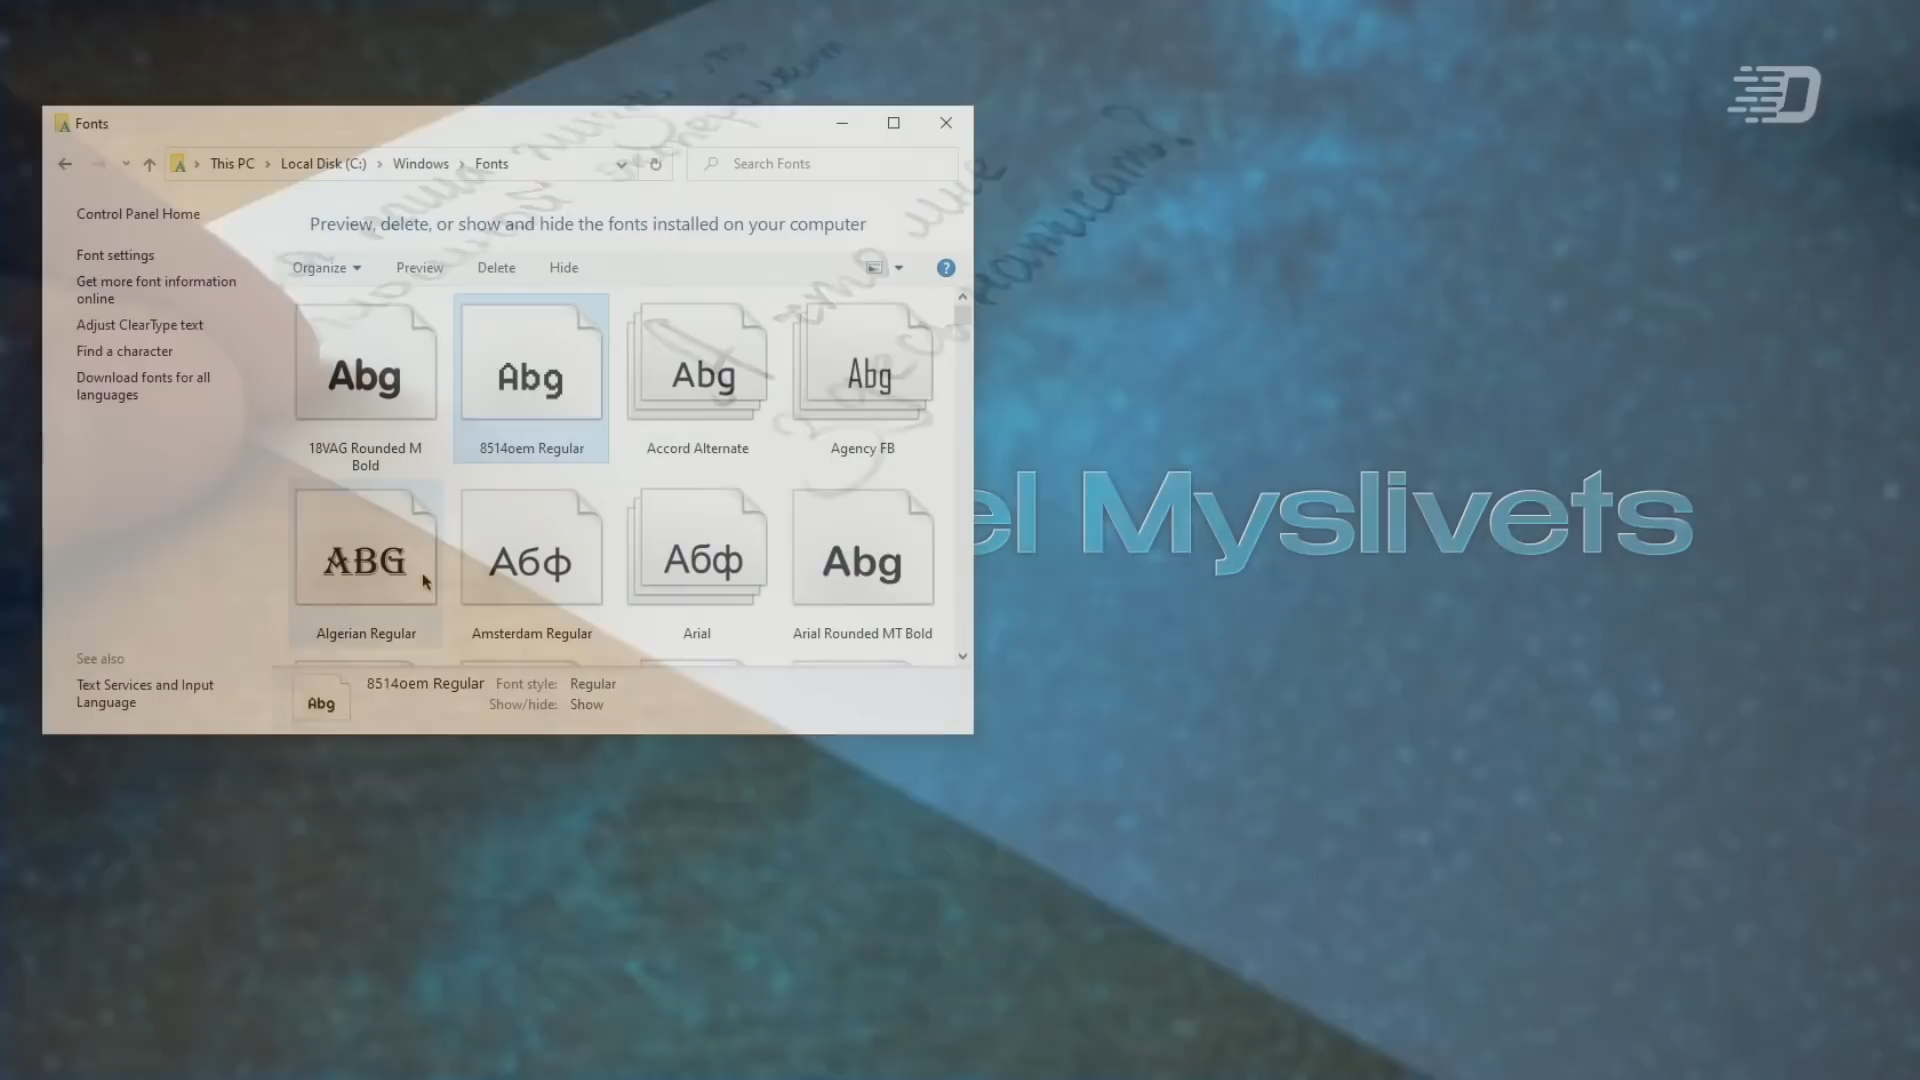 Fonts
This PC > Local Disk (C:) > Windows > Fonts
Search Fonts
Control Panel Home
Font settings
Get more font information
online
Adjust ClearType text
Find a character
Download fonts for all
languages
See also
Text Services and Input
Language
Preview, delete, or show and hide the fonts installed on your computer
Organize Preview Delete Hide
Abg Abg Abg Abg
18VAG Rounded M
Bold
8514oem Regular
Accord Alternate
Agency FB
ABG Абф Абф Abg
Algerian Regular
Amsterdam Regular
Arial
Arial Rounded MT Bold
Abg
8514oem Regular Font style: Regular
Show/hide: Show
el Myslivets
мне
написать?
D